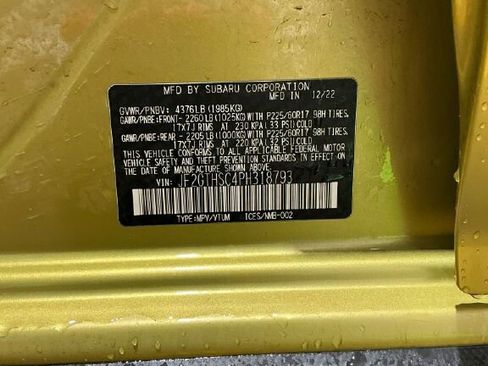 MFD BY SUBARU CORPORATION
MFD IN 12/22
GVWR/PNBV: 4376LB (1985KG)
GAWR/PNBE: FRONT- 2260LB (1025KG)WITH P225/60R17 98H TIRES.
17X7J RIMS AT 230 KPA(33 PSI)COLD
GAWR/PNBE: REAR - 2205LB (1000KG)WITH P225/60R17 98H TIRES.
17X7J RIMS AT 220 KPA(32 PSI)COLD
THIS VEHICLE CONFORMS TO ALL APPLICABLE FEDERAL MOTOR
VEHICLE SAFETY STANDARDS IN EFFECT ON THE DATE
OF MANUFACTURE SHOWN ABOVE.
VIN: JF2GTHSC4PH318793
TYPE:MPV/VTUM ICES/NMB-002